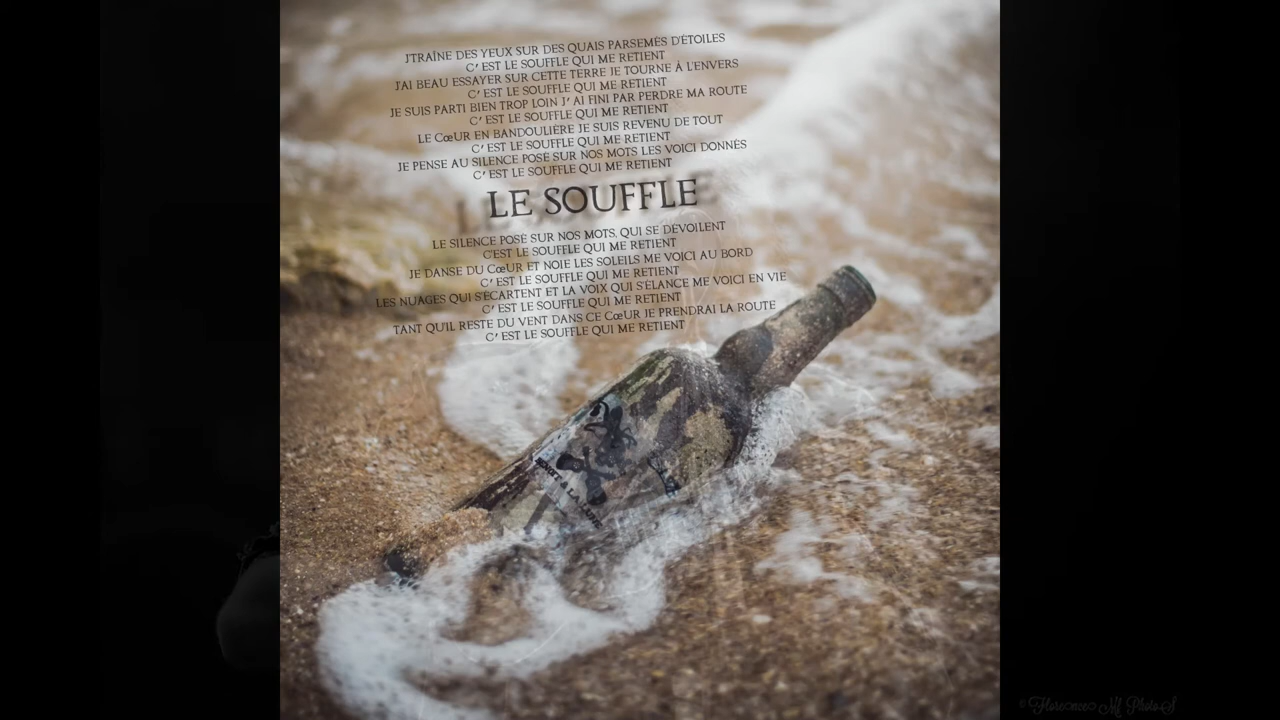 J'TRAÎNE DES YEUX SUR DES QUAIS PARSEMÉS D'ÉTOILES
C' EST LE SOUFFLE QUI ME RETIENT
J'AI BEAU ESSAYER SUR CETTE TERRE JE TOURNE À L'ENVERS
C' EST LE SOUFFLE QUI ME RETIENT
JE SUIS PARTI BIEN TROP LOIN J' AI FINI PAR PERDRE MA ROUTE
C' EST LE SOUFFLE QUI ME RETIENT
LE CœUR EN BANDOULIÈRE JE SUIS REVENU DE TOUT
C' EST LE SOUFFLE QUI ME RETIENT
JE PENSE AU SILENCE POSÉ SUR NOS MOTS LES VOICI DONNÉS
C' EST LE SOUFFLE QUI ME RETIENT
LE SOUFFLE
LE SILENCE POSÉ SUR NOS MOTS, QUI SE DÉVOILENT
C'EST LE SOUFFLE QUI ME RETIENT
JE DANSE DU CœUR ET NOIE LES SOLEILS ME VOICI AU BORD
C' EST LE SOUFFLE QUI ME RETIENT
LES NUAGES QUI S'ÉCARTENT ET LA VOIX QUI S'ÉLANCE ME VOICI EN VIE
C' EST LE SOUFFLE QUI ME RETIENT
TANT QU'IL RESTE DU VENT DANS CE CœUR JE PRENDRAI LA ROUTE
C' EST LE SOUFFLE QUI ME RETIENT